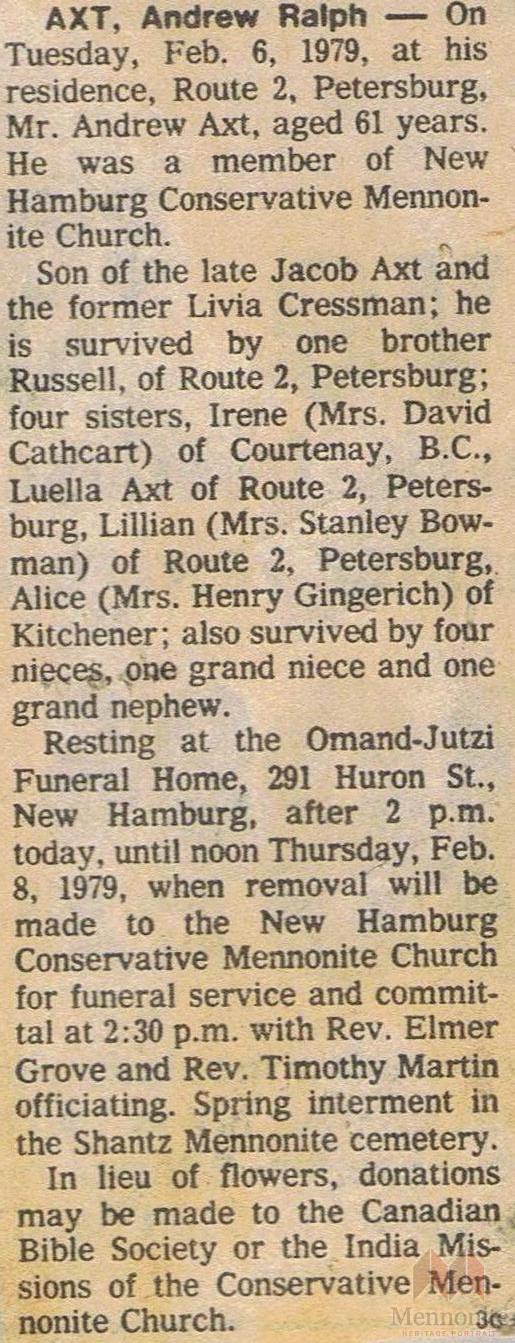 AXT, Andrew Ralph — On
Tuesday, Feb. 6, 1979, at his
residence, Route 2, Petersburg,
Mr. Andrew Axt, aged 61 years.
He was a member of New
Hamburg Conservative Mennon-
ite Church.
Son of the late Jacob Axt and
the former Livia Cressman; he
is survived by one brother
Russell, of Route 2, Petersburg;
four sisters, Irene (Mrs. David
Cathcart) of Courtenay, B.C.,
Luella Axt of Route 2, Peters-
burg, Lillian (Mrs. Stanley Bow-
man) of Route 2, Petersburg,
Alice (Mrs. Henry Gingerich) of
Kitchener; also survived by four
nieces, one grand niece and one
grand nephew.
Resting at the Omand-Jutzi
Funeral Home, 291 Huron St.,
New Hamburg, after 2 p.m.
today, until noon Thursday, Feb.
8, 1979, when removal will be
made to the New Hamburg
Conservative Mennonite Church
for funeral service and commit-
tal at 2:30 p.m. with Rev. Elmer
Grove and Rev. Timothy Martin
officiating. Spring interment in
the Shantz Mennonite cemetery.
In lieu of flowers, donations
may be made to the Canadian
Bible Society or the India Mis-
sions of the Conservative Men-
nonite Church.
Mennonite
HERITAGE PORTRAIT